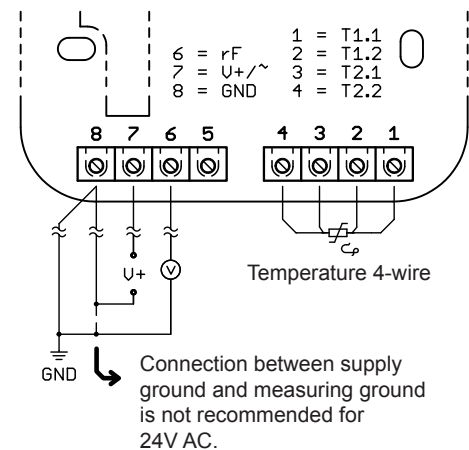 1 = T1.1
6 = rF 2 = T1.2
7 = V+/~ 3 = T2.1
8 = GND 4 = T2.2
8 7 6 5 4 3 2 1
V+
V
Temperature 4-wire
GND
Connection between supply
ground and measuring ground
is not recommended for
24V AC.